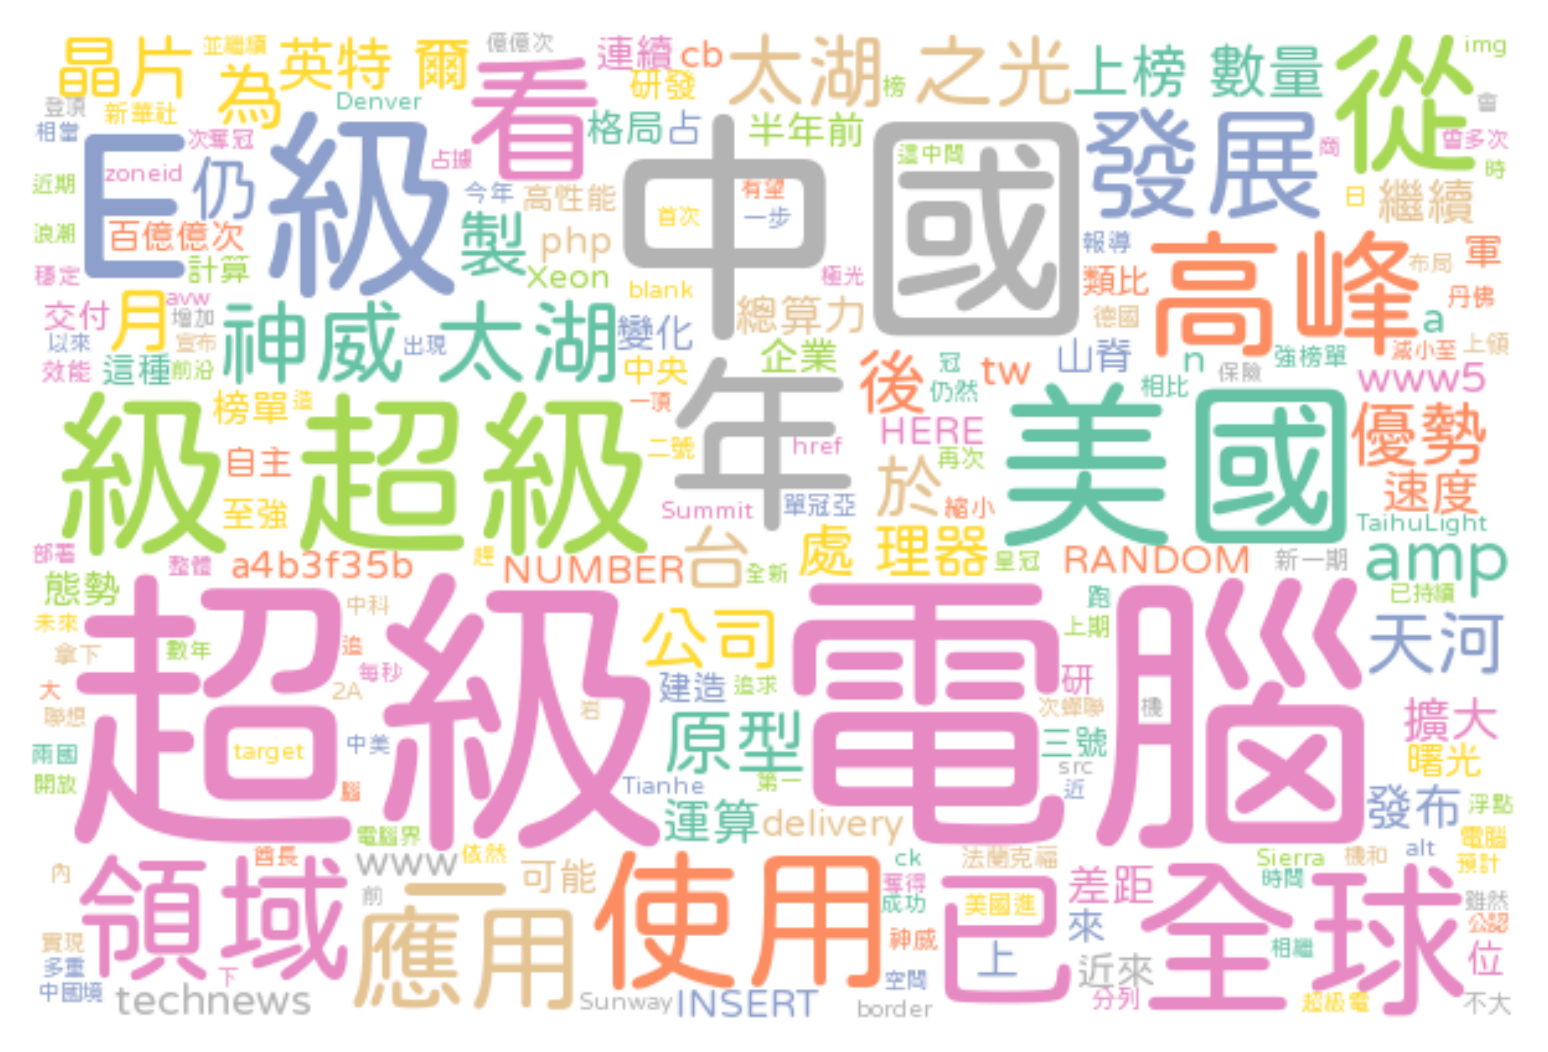 晶片 並繼續 英特 爾 億億次 連續 cb 太湖 之光 上榜 數量 從 img
為 看 研發 榜
登頂 新華社 Denver 會
相當 次奪冠 E級 占據 格局 占 半年前 中國 這中間 發展 商 曾多次
近期 zoneid 仍 今年 高性能 有望 日 繼續 時
浪潮 百億億次 製 php 首次 一步 報導 高峰 布局 軍
穩定 計算 Xeon 極光 類比 丹佛
交付 月 avw 增加 神威 太湖 blank 總算力 德國 a
以來 宣布 出現 變化 企業 山脊 n 強榜單 減小至 上領
效能 這種 前沿 中央 年 後 冠 仍然 tw 相比 保險 www5
級 超級 榜單 造 一頂 HERE 美國 優勢
自主 二號 href 再次 速度
至強 Summit 單冠亞 於 縮小 TaihuLight
部署 整體 a4b3f35b 趕 NUMBER 台 全新 處 理器 皇冠 RANDOM 新一期 amp
態勢 超級 電腦 中科 跑 已持續
未來 數年 追 公司 上期 天河
拿下 每秒 建造 追求 研
大 2A 岩 次蟬聯 機 擴大
聯想 原型 三號
兩國 target 中美 src 曙光
開放 腦 Tianhe 第一 近 發布 浮點
電腦界 運算 delivery 電腦
酋長 www 依然 ck 法蘭克福 Sierra 機和 alt 預計
內 領域 前 一 可能 使用 奪得 已 差距 時間 全球 雖然
應用 成功 美國進 來 公認
實現 神威 上 相繼 位
多重 下 空間 近來
中國境 technews Sunway INSERT border 分列 超級電 不大